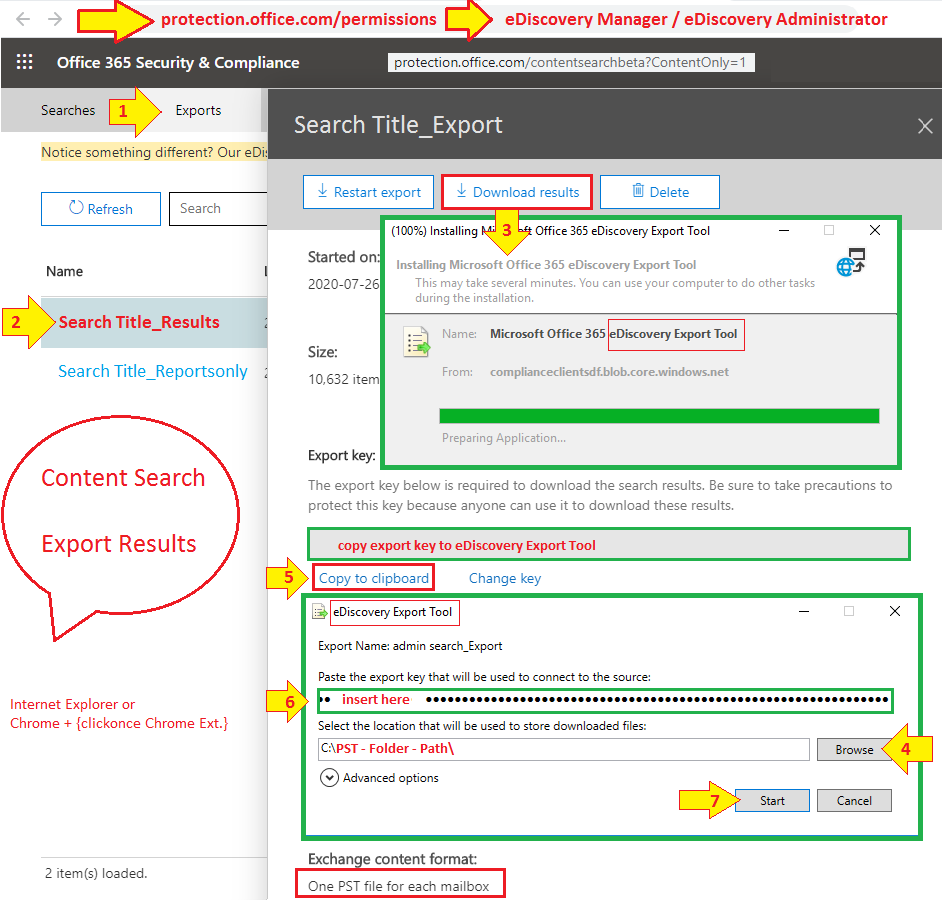 protection.office.com/permissions
eDiscovery Manager / eDiscovery Administrator
Office 365 Security & Compliance
protection.office.com/contentsearchbeta?ContentOnly=1
Searches
1
Exports
Notice something different? Our eDis
Refresh
Search
Name
L
2
Search Title_Results
2
Search Title_Reportsonly
2
Content Search
Export Results
Internet Explorer or
Chrome + {clickonce Chrome Ext.}
2 item(s) loaded.
Search Title_Export
Restart export
Download results
Delete
3
Started on:
2020-07-26
Size:
10,632 item
(100%) Installing Mi Office 365 eDiscovery Export Tool
Installing Microsoft Office 365 eDiscovery Export Tool
This may take several minutes. You can use your computer to do other tasks
during the installation.
Name: Microsoft Office 365 eDiscovery Export Tool
From: complianceclientsdf.blob.core.windows.net
Preparing Application...
Export key:
The export key below is required to download the search results. Be sure to take precautions to
protect this key because anyone can use it to download these results.
copy export key to eDiscovery Export Tool
5
Copy to clipboard
Change key
eDiscovery Export Tool
Export Name: admin search_Export
Paste the export key that will be used to connect to the source:
6
insert here
Select the location that will be used to store downloaded files:
C:\PST - Folder - Path\
Browse
4
Advanced options
7
Start
Cancel
Exchange content format:
One PST file for each mailbox